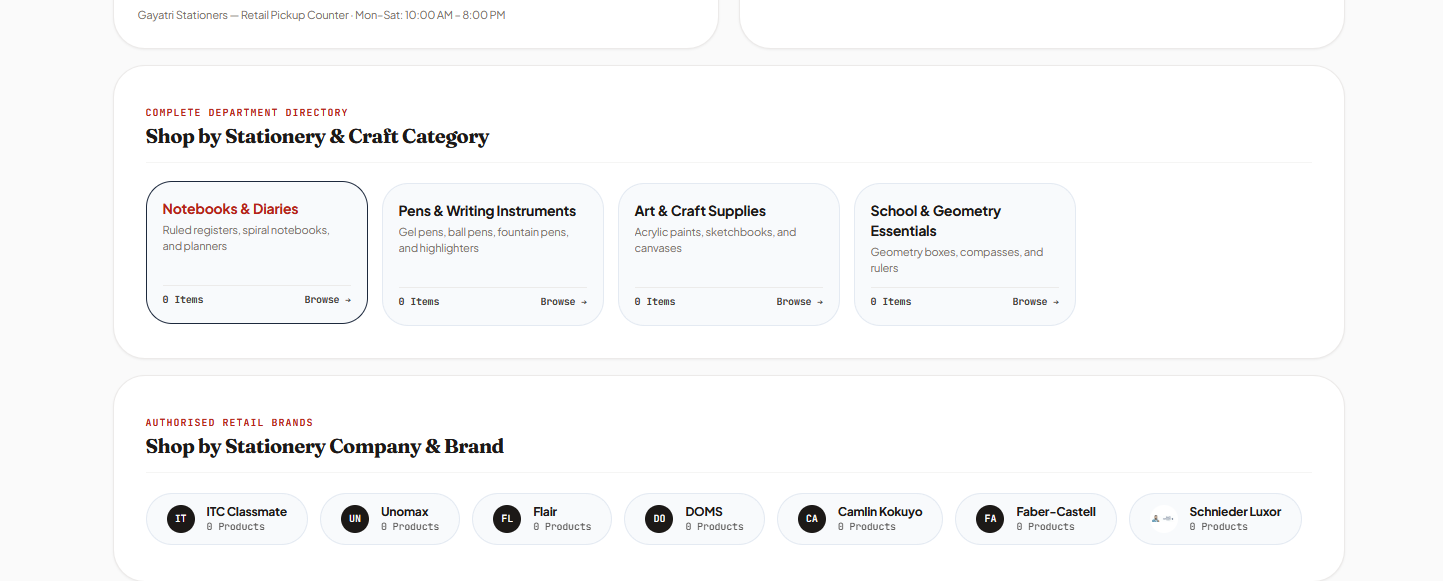 Gayatri Stationers — Retail Pickup Counter · Mon–Sat: 10:00 AM – 8:00 PM
COMPLETE DEPARTMENT DIRECTORY
Shop by Stationery & Craft Category
Notebooks & Diaries
Ruled registers, spiral notebooks,
and planners
0 Items
Browse →
Pens & Writing Instruments
Gel pens, ball pens, fountain pens,
and highlighters
0 Items
Browse →
Art & Craft Supplies
Acrylic paints, sketchbooks, and
canvases
0 Items
Browse →
School & Geometry
Essentials
Geometry boxes, compasses, and
rulers
0 Items
Browse →
AUTHORISED RETAIL BRANDS
Shop by Stationery Company & Brand
IT
ITC Classmate
0 Products
UN
Unomax
0 Products
FL
Flair
0 Products
DO
DOMS
0 Products
CA
Camlin Kokuyo
0 Products
FA
Faber-Castell
0 Products
Schnieder Luxor
0 Products